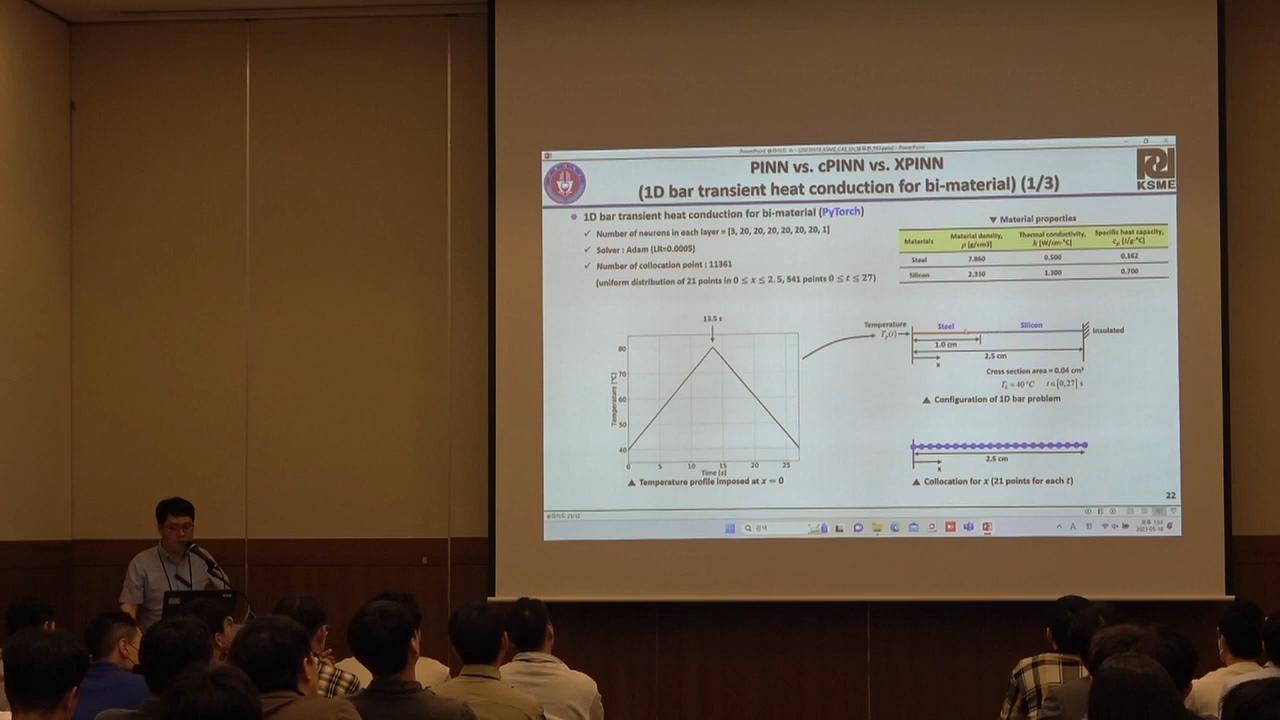 PINN vs. cPINN vs. XPINN
(1D bar transient heat conduction for bi-material) (1/3)
KSME
1D bar transient heat conduction for bi-material (PyTorch)
✓ Number of neurons in each layer = [3, 20, 20, 20, 20, 20, 20, 1]
✓ Solver : Adam (LR=0.0005)
✓ Number of collocation point : 11361
(uniform distribution of 21 points in 0 ≤ x ≤ 2.5, 541 points 0 ≤ t ≤ 27)
▼ Material properties
Materials Material density, ρ [g/cm3] Thermal conductivity, k [W/cm·°C] Specific heat capacity, cp [J/g·°C]
Steel 7.860 0.500 0.162
Silicon 2.330 1.300 0.700
13.5 s
80
70
60
50
40
Temperature [°C]
0 5 10 15 20 25
Time [s]
▲ Temperature profile imposed at x = 0
Temperature
Steel Silicon
Insulated
1.0 cm
2.5 cm
x
Cross section area = 0.04 cm²
T₀ = 40°C t ∈ [0,27] s
▲ Configuration of 1D bar problem
2.5 cm
x
▲ Collocation for x (21 points for each t)
22
검색
2023-05-18